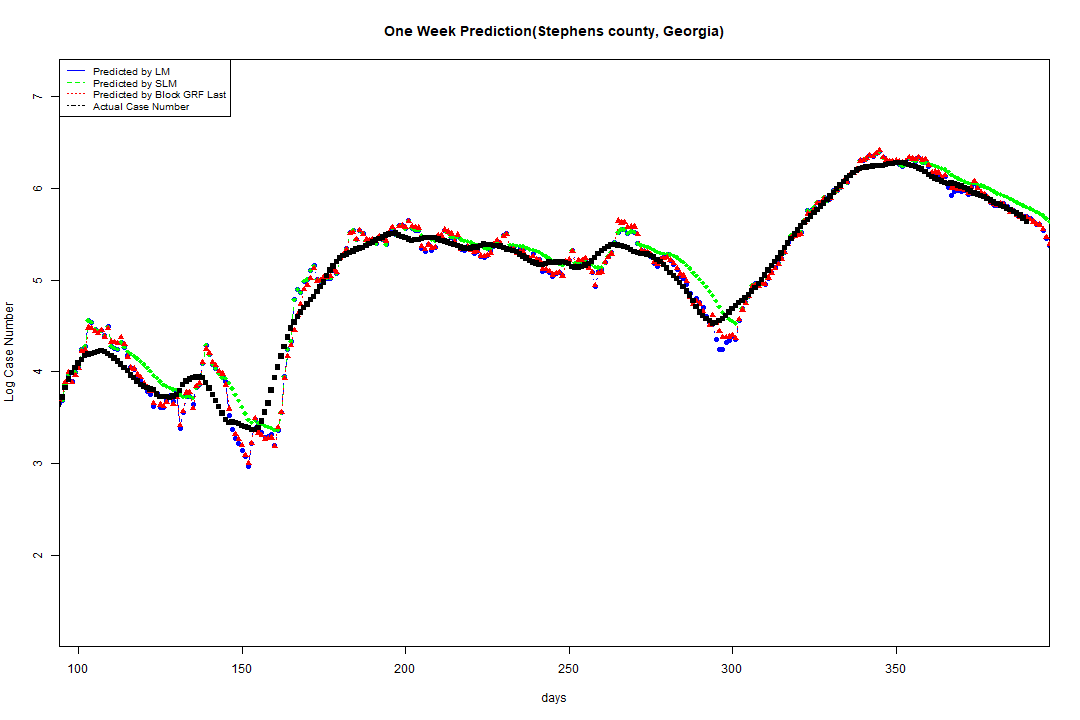 One Week Prediction(Stephens county, Georgia)
Predicted by LM
Predicted by SLM
Predicted by Block GRF Last
Actual Case Number
7
6
5
4
3
2
Log Case Number
100 150 200 250 300 350
days